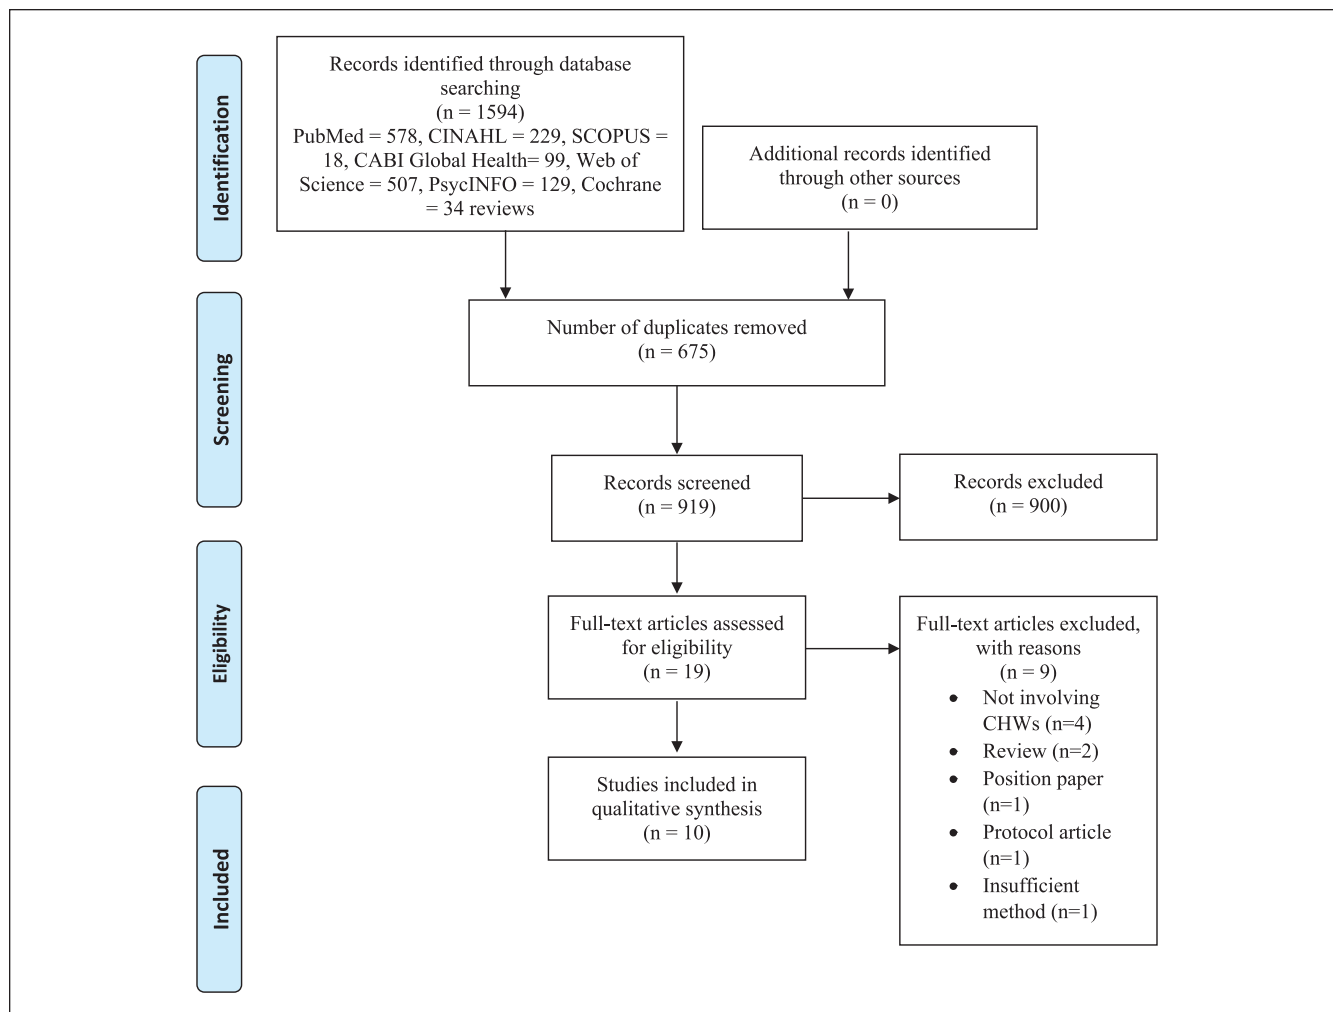 Identification
Records identified through database
searching
(n = 1594)
PubMed = 578, CINAHL = 229, SCOPUS =
18, CABI Global Health= 99, Web of
Science = 507, PsycINFO = 129, Cochrane
= 34 reviews
Additional records identified
through other sources
(n = 0)
Screening
Number of duplicates removed
(n = 675)
Records screened
(n = 919)
Records excluded
(n = 900)
Eligibility
Full-text articles assessed
for eligibility
(n = 19)
Full-text articles excluded,
with reasons
(n = 9)
• Not involving
CHWs (n=4)
• Review (n=2)
• Position paper
(n=1)
• Protocol article
(n=1)
• Insufficient
method (n=1)
Included
Studies included in
qualitative synthesis
(n = 10)